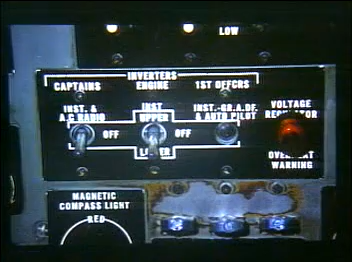 LOW
INVERTERS
CAPTAINS ENGINE 1ST OFFCRS
INST. & INST INST.-GR.A.DF. VOLTAGE
A.C RADIO OFF UPPER OFF & AUTO PILOT REGULATOR
LOWER OVERHEAT
WARNING
MAGNETIC
COMPASS LIGHT
RED